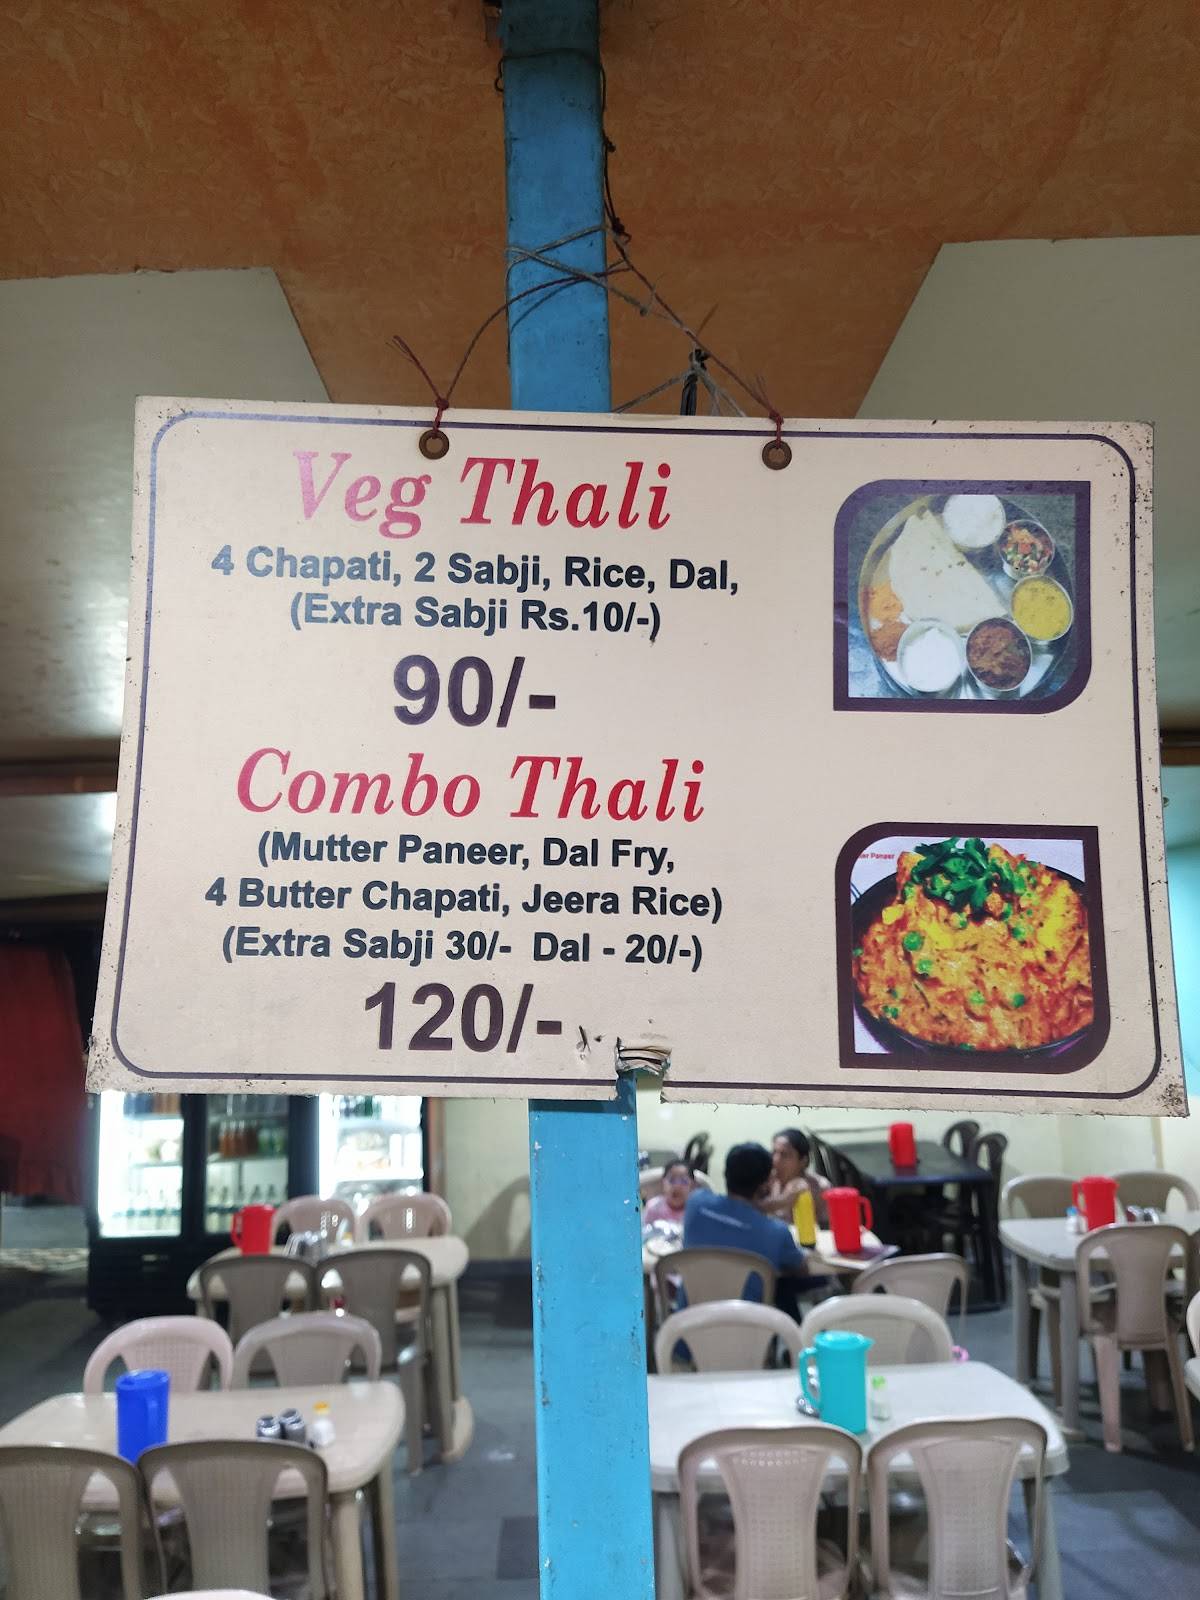 Veg Thali
4 Chapati, 2 Sabji, Rice, Dal,
(Extra Sabji Rs.10/-)
90/-
Combo Thali
(Mutter Paneer, Dal Fry,
4 Butter Chapati, Jeera Rice)
(Extra Sabji 30/- Dal - 20/-)
120/-
Paneer